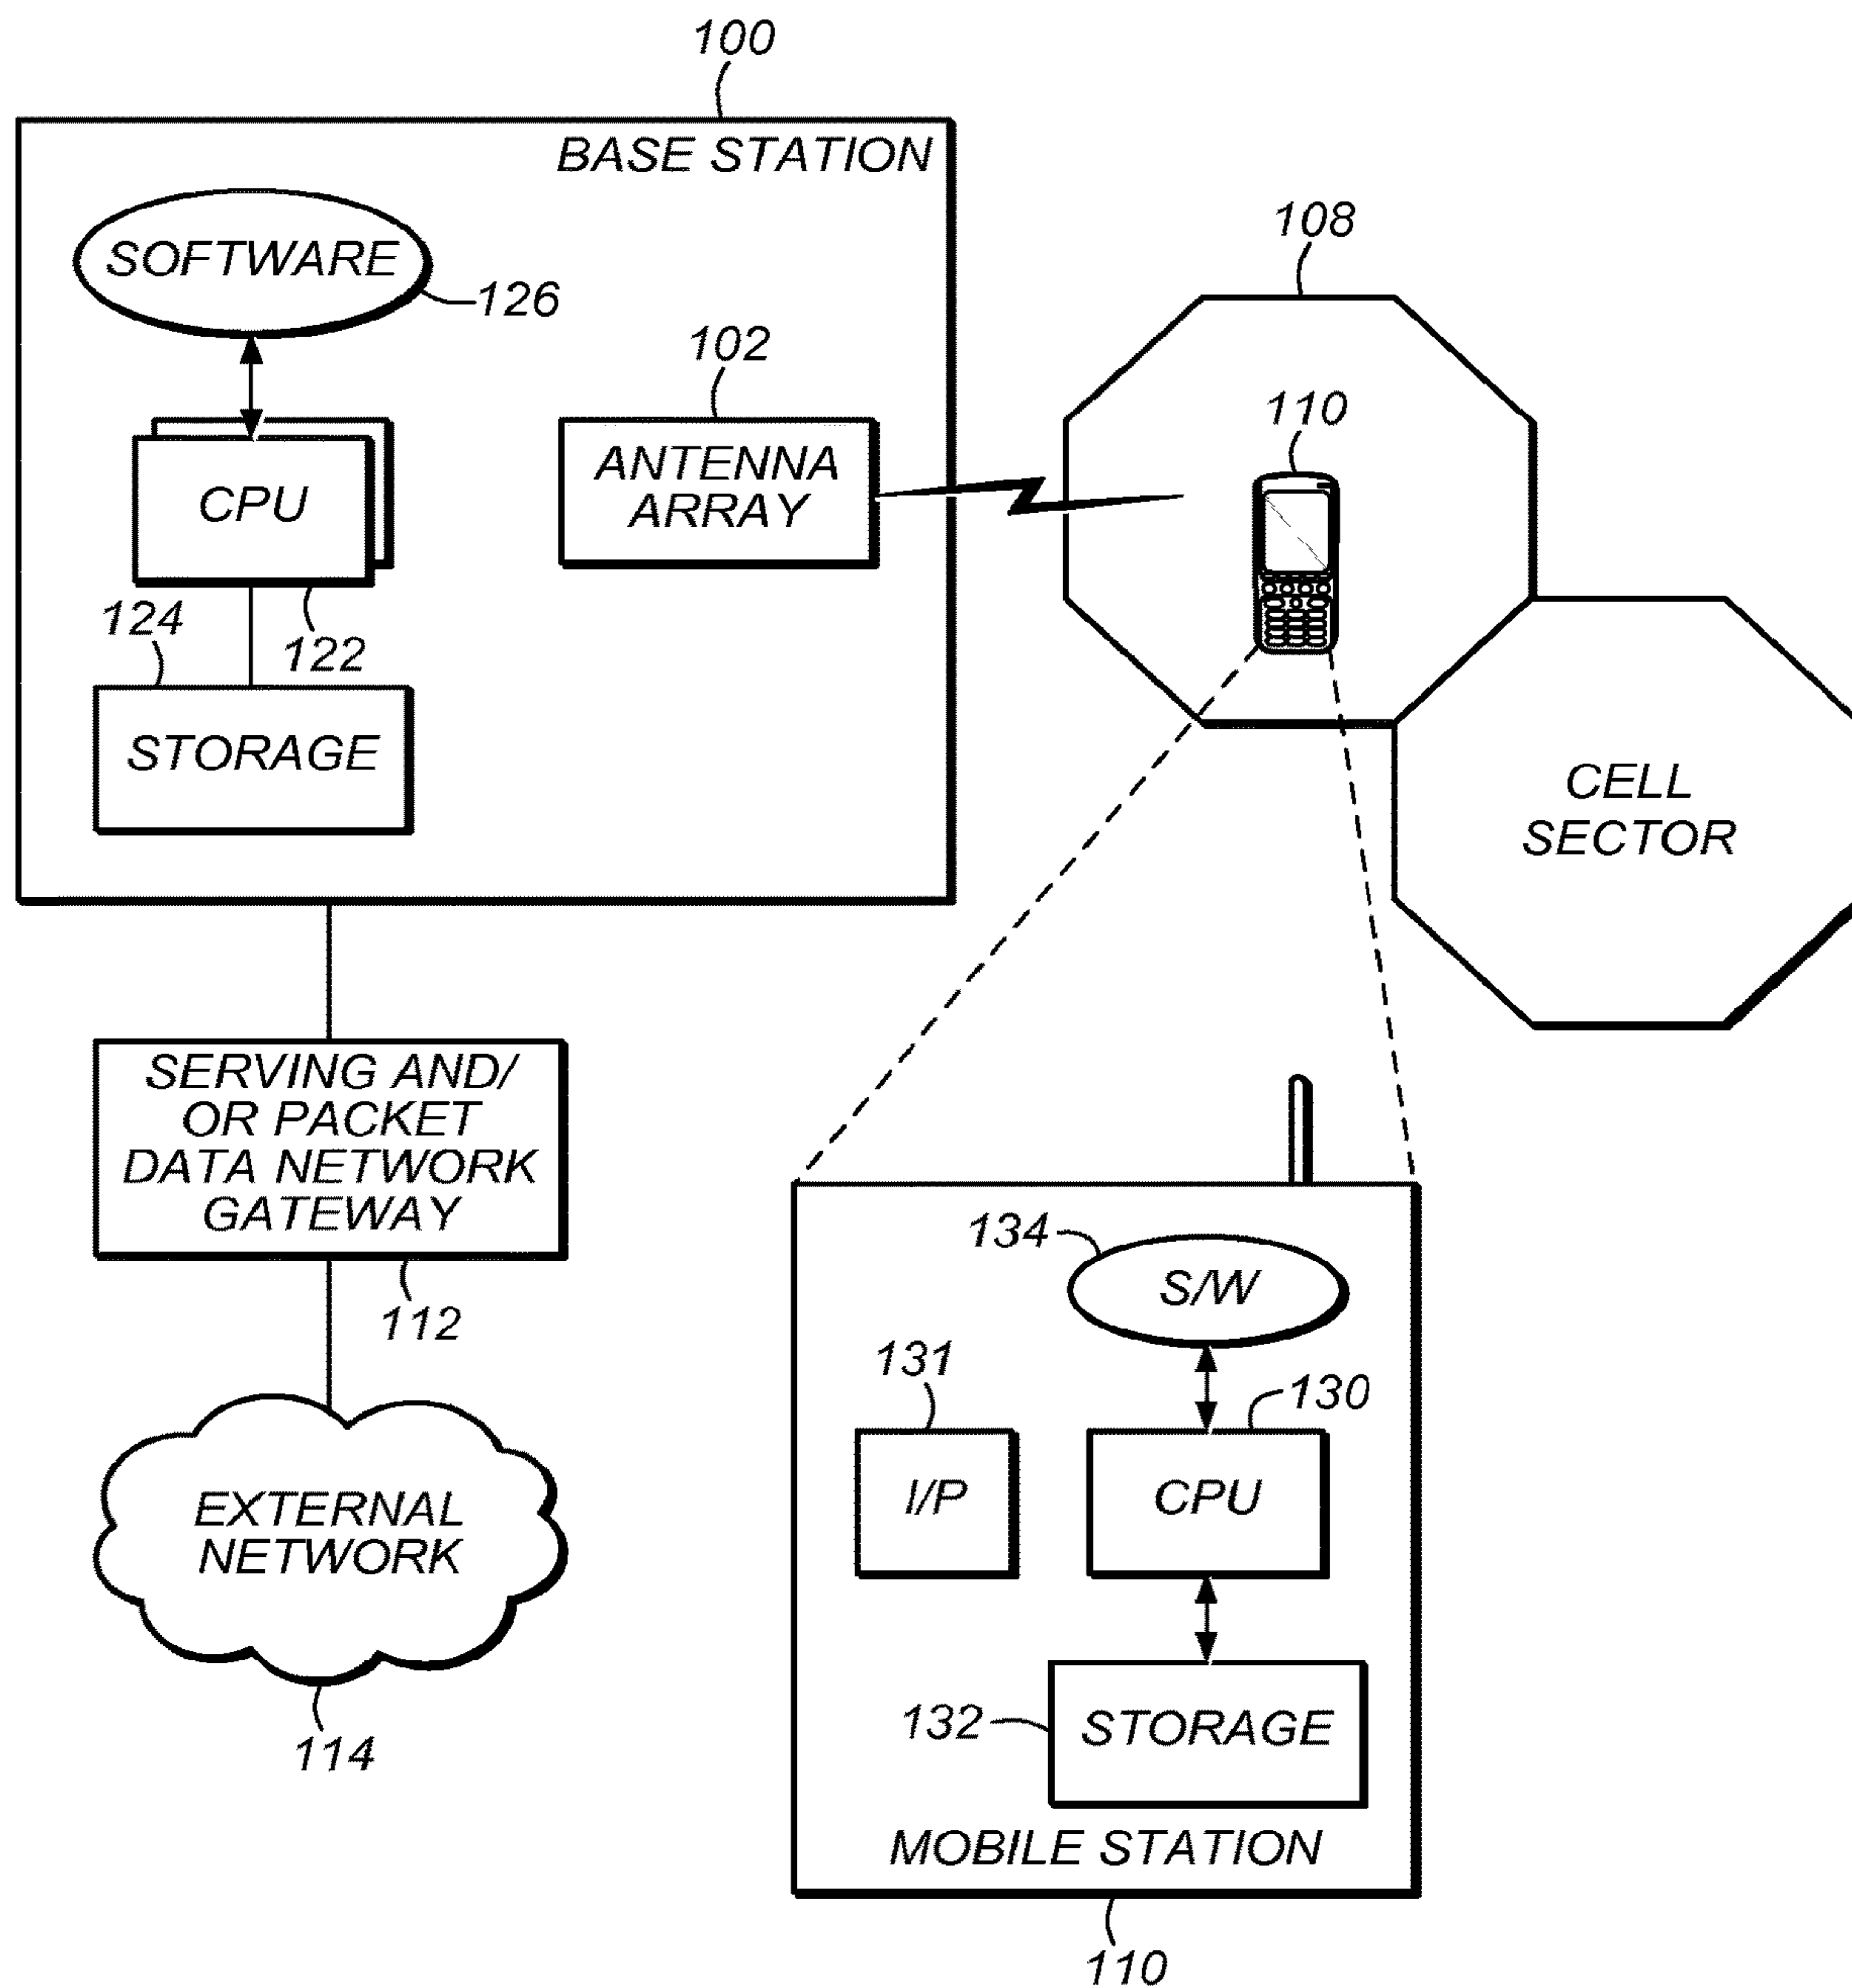 100
BASE STATION
SOFTWARE
126
102
ANTENNA
ARRAY
CPU
124
122
STORAGE
108
110
CELL
SECTOR
SERVING AND/
OR PACKET
DATA NETWORK
GATEWAY
112
EXTERNAL
NETWORK
114
134
S/W
131
130
I/P
CPU
132
STORAGE
MOBILE STATION
110